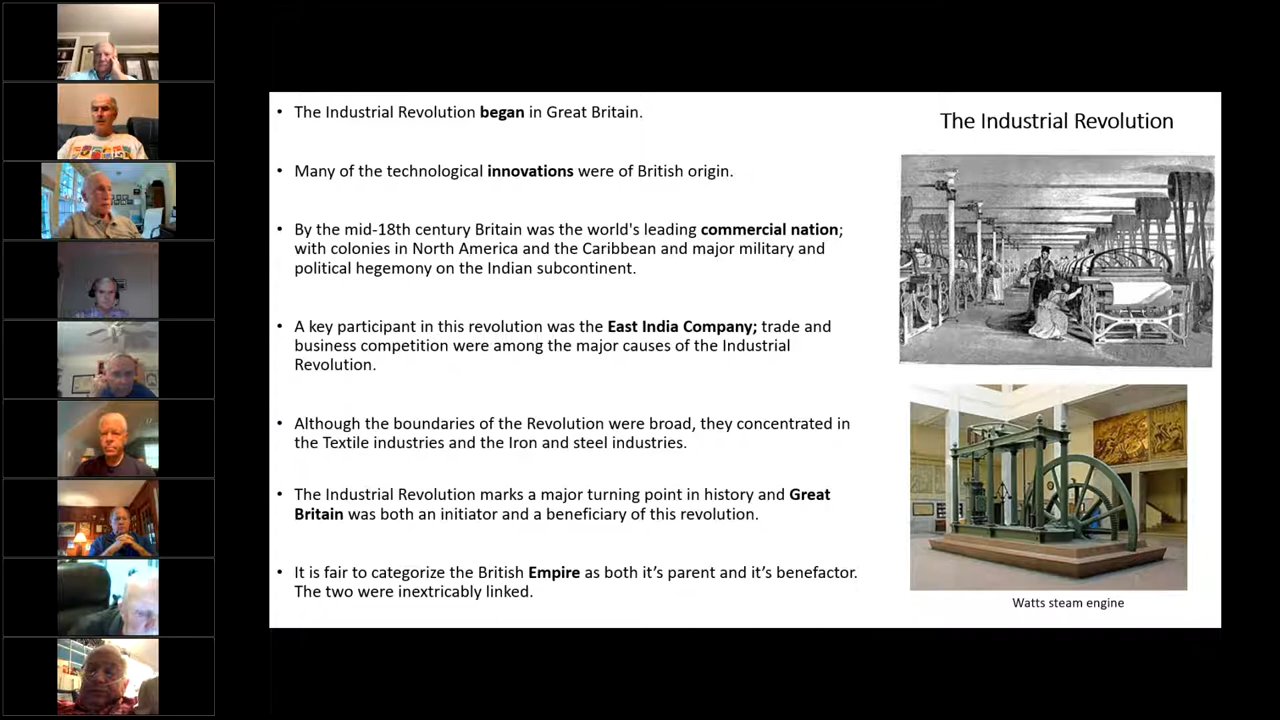 The Industrial Revolution
• The Industrial Revolution began in Great Britain.
• Many of the technological innovations were of British origin.
• By the mid-18th century Britain was the world's leading commercial nation;
with colonies in North America and the Caribbean and major military and
political hegemony on the Indian subcontinent.
• A key participant in this revolution was the East India Company; trade and
business competition were among the major causes of the Industrial
Revolution.
• Although the boundaries of the Revolution were broad, they concentrated in
the Textile industries and the Iron and steel industries.
• The Industrial Revolution marks a major turning point in history and Great
Britain was both an initiator and a beneficiary of this revolution.
• It is fair to categorize the British Empire as both it’s parent and it’s benefactor.
The two were inextricably linked.
Watts steam engine